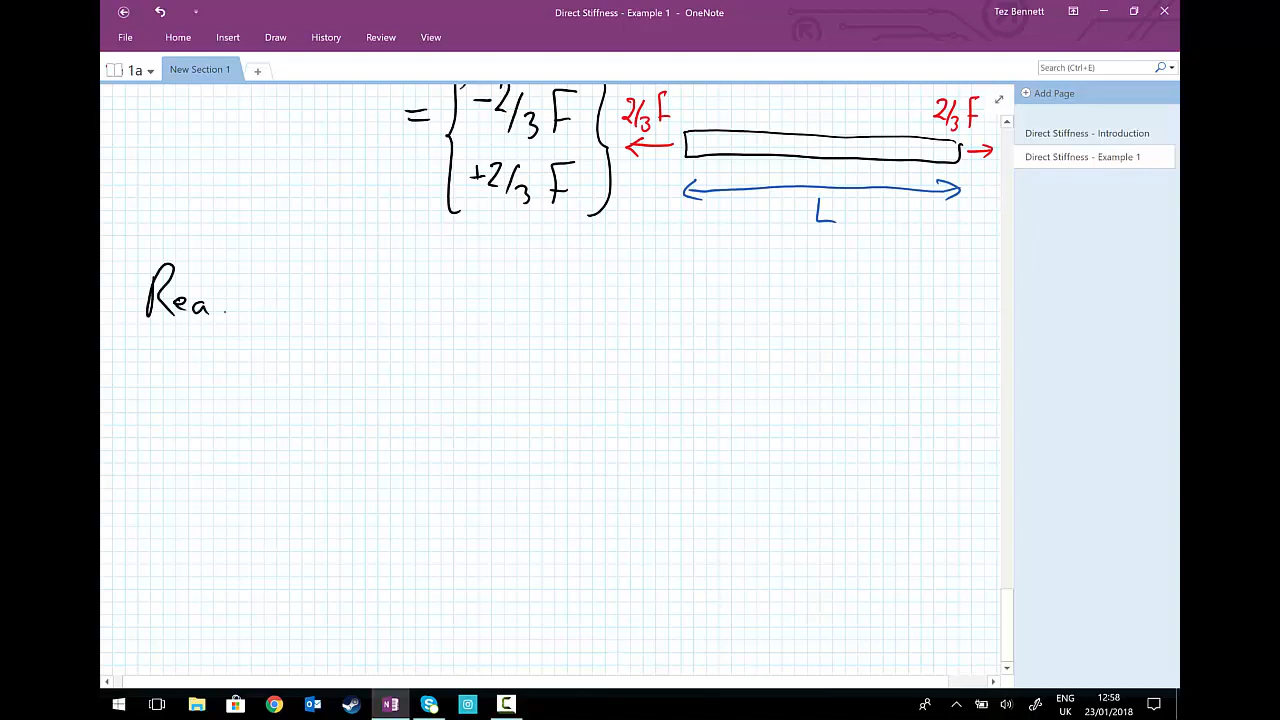 Direct Stiffness - Example 1 - OneNote
Tez Bennett
File Home Insert Draw History Review View
1a New Section 1 +
Search (Ctrl+E)
Add Page
Direct Stiffness - Introduction
Direct Stiffness - Example 1
= { -2/3 F
+2/3 F }
2/3 F
2/3 F
L
Rea
ENG
UK
12:58
23/01/2018